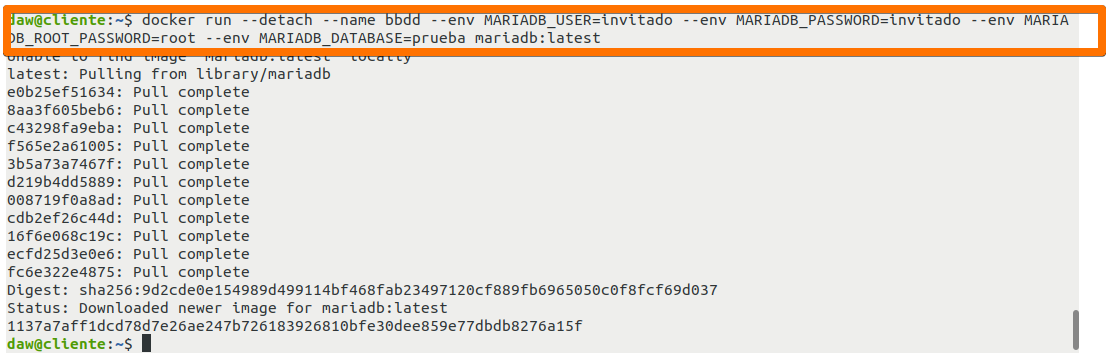 daw@cliente:~$ docker run --detach --name bbdd --env MARIADB_USER=invitado --env MARIADB_PASSWORD=invitado --env MARIA
DB_ROOT_PASSWORD=root --env MARIADB_DATABASE=prueba mariadb:latest
Unable to find image 'mariadb:latest' locally
latest: Pulling from library/mariadb
e0b25ef51634: Pull complete
8aa3f605beb6: Pull complete
c43298fa9eba: Pull complete
f565e2a61005: Pull complete
3b5a73a7467f: Pull complete
d219b4dd5889: Pull complete
008719f0a8ad: Pull complete
cdb2ef26c44d: Pull complete
16f6e068c19c: Pull complete
ecfd25d3e0e6: Pull complete
fc6e322e4875: Pull complete
Digest: sha256:9d2cde0e154989d499114bf468fab23497120cf889fb6965050c0f8fcf69d037
Status: Downloaded newer image for mariadb:latest
1137a7aff1dcd78d7e26ae247b726183926810bfe30dee859e77dbdb8276a15f
daw@cliente:~$